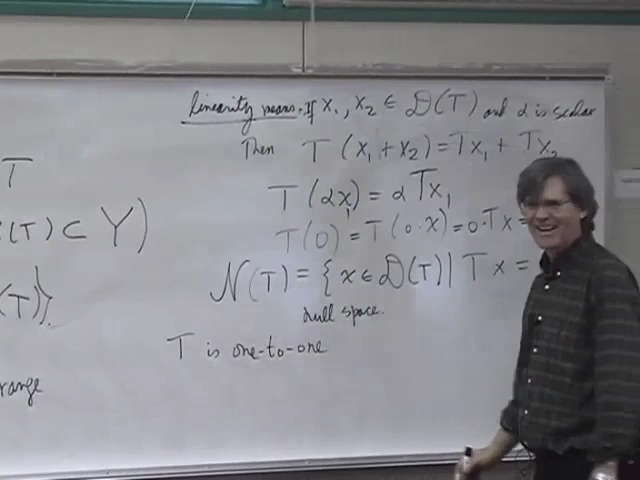 T
(T) ⊂ Y)
(T)}.
range
linearity means. If x₁, x₂ ∈ D(T) and α is scalar
Then T(x₁ + x₂) = Tx₁ + Tx₂
T(αx₁) = αTx₁
T(0) = T(0·x) = 0·Tx =
N(T) = {x ∈ D(T) | Tx =
null space.
T is one-to-one